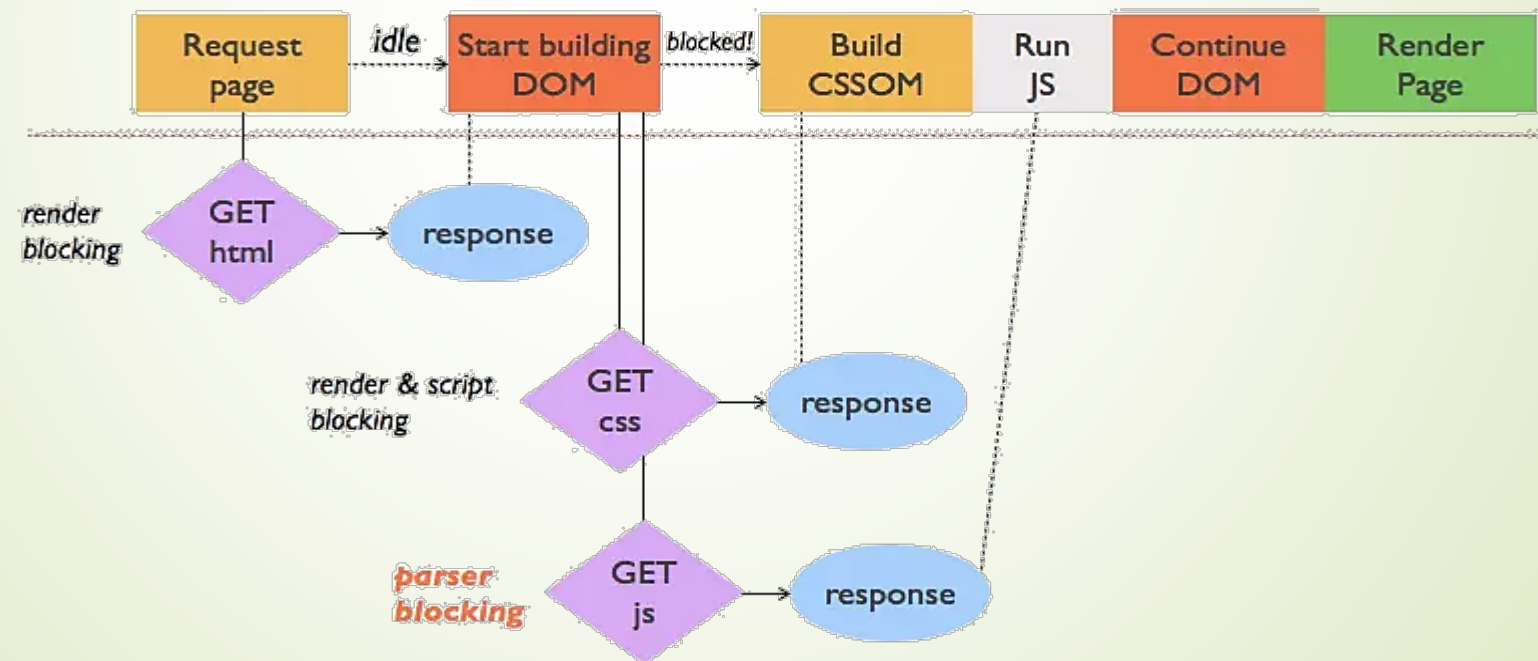 Request
page
idle
Start building
DOM
blocked!
Build
CSSOM
Run
JS
Continue
DOM
Render
Page
render
blocking
GET
html
response
render & script
blocking
GET
css
response
parser
blocking
GET
js
response